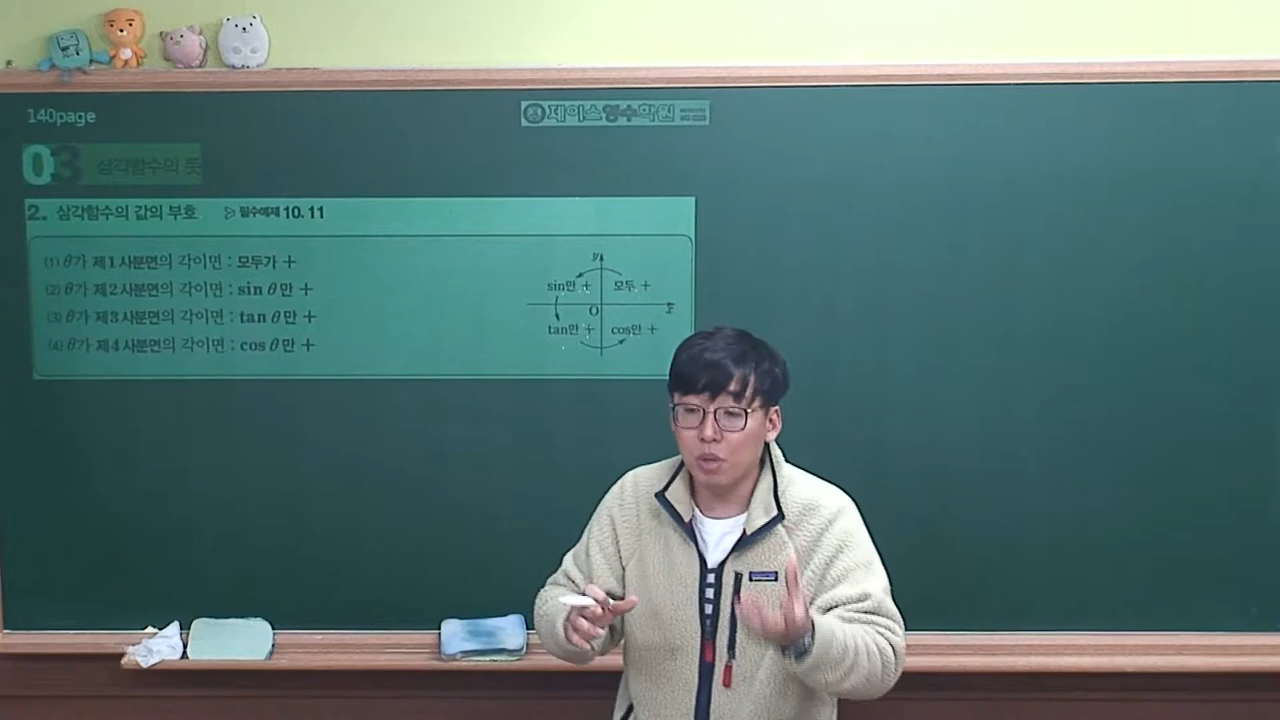 140page
제이스영수학원
03 삼각함수의 뜻
2. 삼각함수의 값의 부호 ▷ 필수예제 10, 11
(1) θ가 제1사분면의 각이면 : 모두가 +
(2) θ가 제2사분면의 각이면 : sin θ만 +
(3) θ가 제3사분면의 각이면 : tan θ만 +
(4) θ가 제4사분면의 각이면 : cos θ만 +
y
sin만 + 모두 +
O x
tan만 + cos만 +